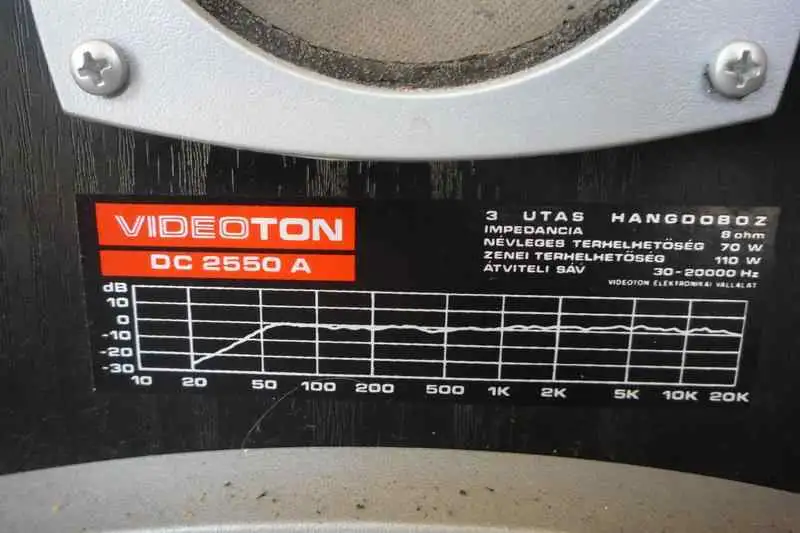 VIDEOTON
DC 2550 A
3 UTAS HANGDOBOZ
IMPEDANCIA 8 ohm
NÉVLEGES TERHELHETŐSÉG 70 W
ZENEI TERHELHETŐSÉG 110 W
ÁTVITELI SÁV 30-20000 Hz
VIDEOTON ELEKTRONIKAI VÁLLALAT
dB
10
0
-10
-20
-30
10 20 50 100 200 500 1K 2K 5K 10K 20K